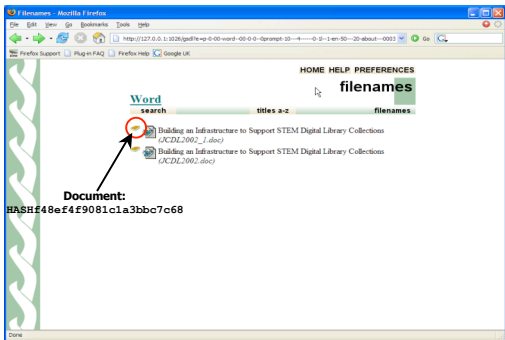 Filenames - Mozilla Firefox
File Edit View Go Bookmarks Tools Help
Go
Firefox Support Plug-in FAQ Firefox Help Google UK
HOME HELP PREFERENCES
filenames
Word
search titles a-z filenames
Building an Infrastructure to Support STEM Digital Library Collections
(JCDL2002_1.doc)
Building an Infrastructure to Support STEM Digital Library Collections
(JCDL2002.doc)
Document:
HASHf48ef4f9081c1a3bbc7c68
Done